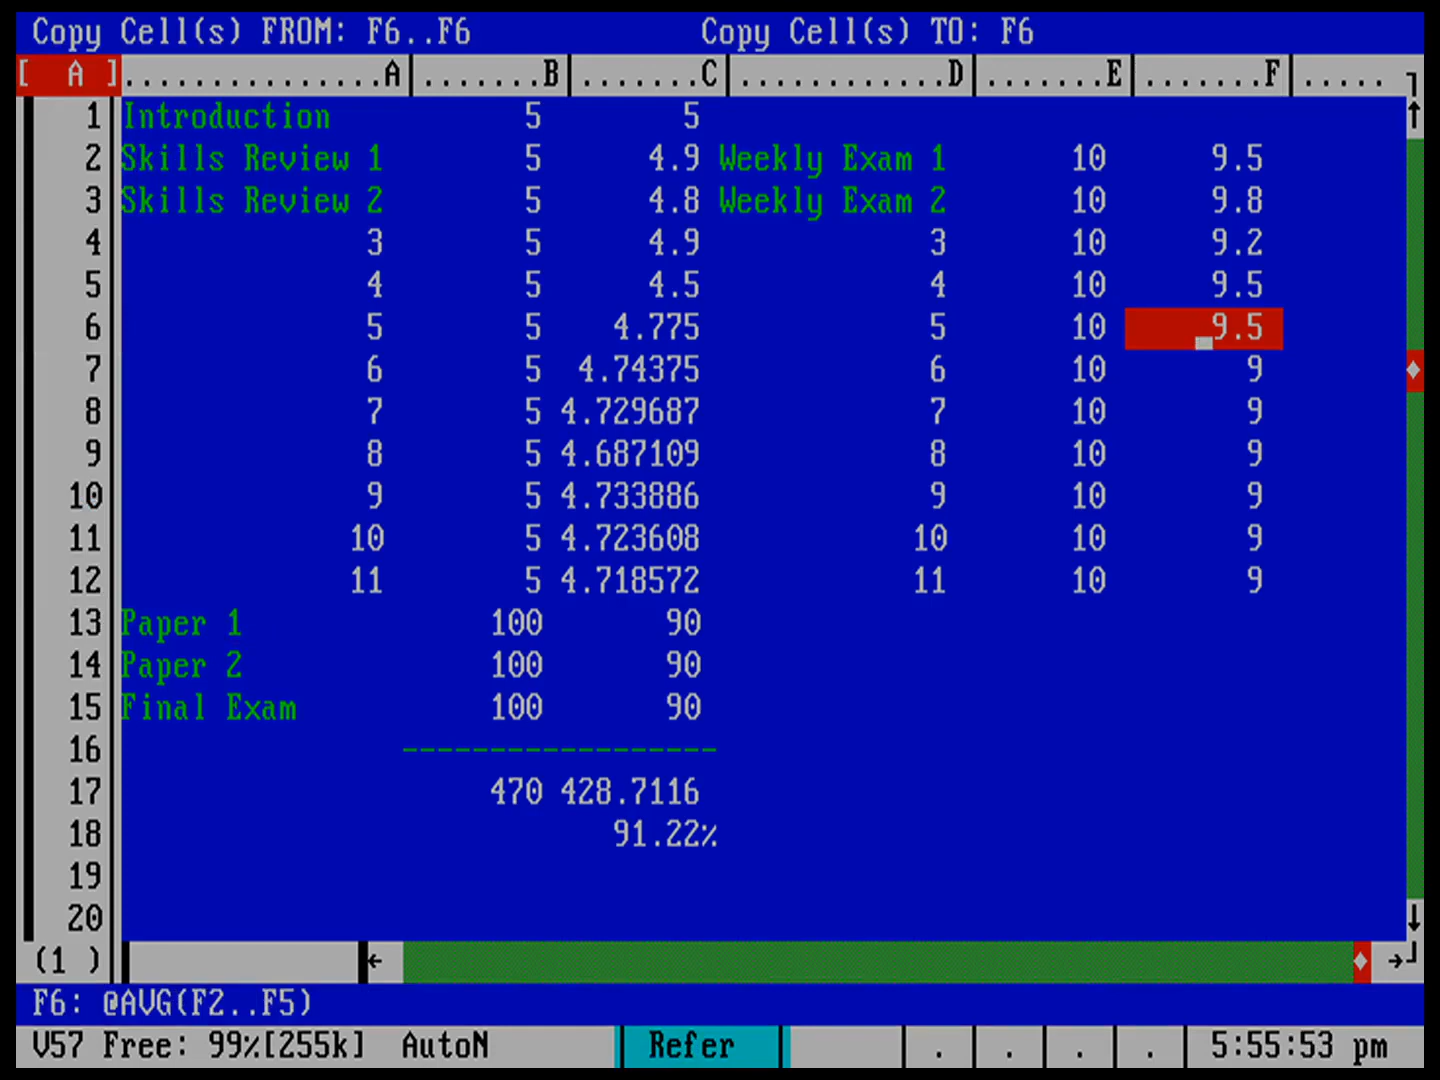 Copy Cell(s) FROM: F6..F6 Copy Cell(s) TO: F6
[ A ]...............A|.......B|.......C|............D|.......E|.......F|.....┐
1 Introduction 5 5 ↑
2 Skills Review 1 5 4.9 Weekly Exam 1 10 9.5
3 Skills Review 2 5 4.8 Weekly Exam 2 10 9.8
4 3 5 4.9 3 10 9.2
5 4 5 4.5 4 10 9.5
6 5 5 4.775 5 10 9.5
7 6 5 4.74375 6 10 9
8 7 5 4.729687 7 10 9
9 8 5 4.687109 8 10 9
10 9 5 4.733886 9 10 9
11 10 5 4.723608 10 10 9
12 11 5 4.718572 11 10 9
13 Paper 1 100 90
14 Paper 2 100 90
15 Final Exam 100 90
16 ------------------
17 470 428.7116
18 91.22%
19
20 ↓
(1 ) ← →┘
F6: @AVG(F2..F5)
V57 Free: 99%[255k] AutoN Refer . . . . 5:55:53 pm